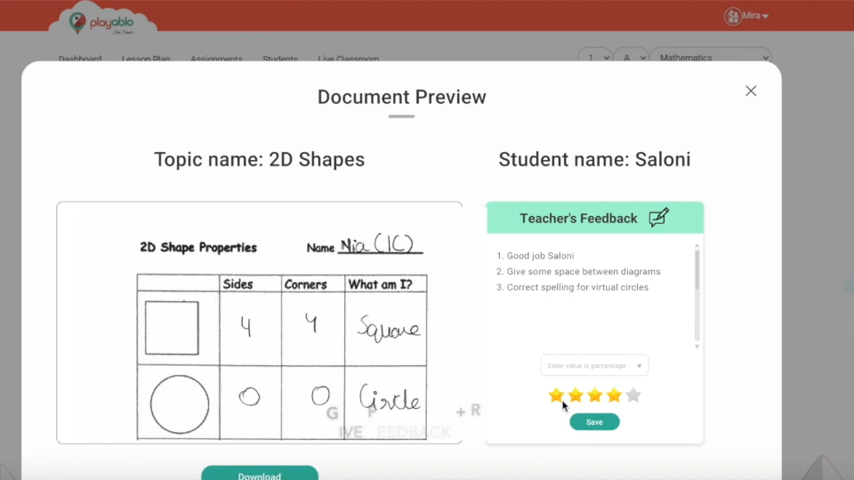 playablo
Mira
Dashboard Lesson Plan Assignments Students Live Classroom 1 A Mathematics
Document Preview
Topic name: 2D Shapes
Student name: Saloni
2D Shape Properties Name Nia (1C)
Sides Corners What am I?
4 4 Square
0 0 Circle
Teacher's Feedback
1. Good job Saloni
2. Give some space between diagrams
3. Correct spelling for virtual circles
Enter value in percentage
Save
G P + R
IVE FEEDBACK
Download